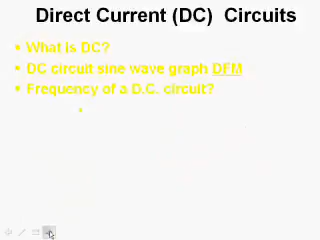 Direct Current (DC) Circuits
• What is DC?
• DC circuit sine wave graph DFM
• Frequency of a D.C. circuit?